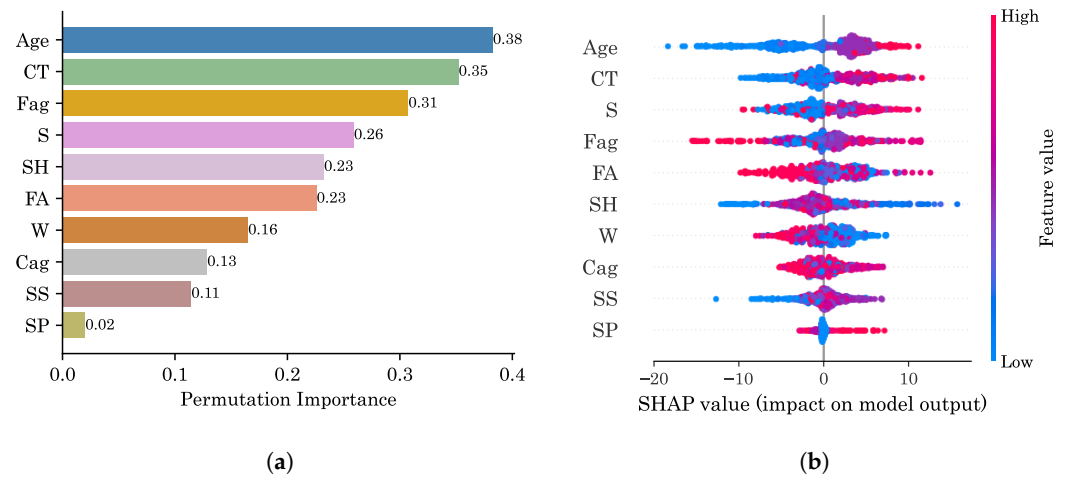 Age
0.38
CT
0.35
Fag
0.31
S
0.26
SH
0.23
FA
0.23
W
0.16
Cag
0.13
SS
0.11
SP
0.02
0.0 0.1 0.2 0.3 0.4
Permutation Importance
(a)
Age
CT
S
Fag
FA
SH
W
Cag
SS
SP
−20 −10 0 10
SHAP value (impact on model output)
High
Feature value
Low
(b)